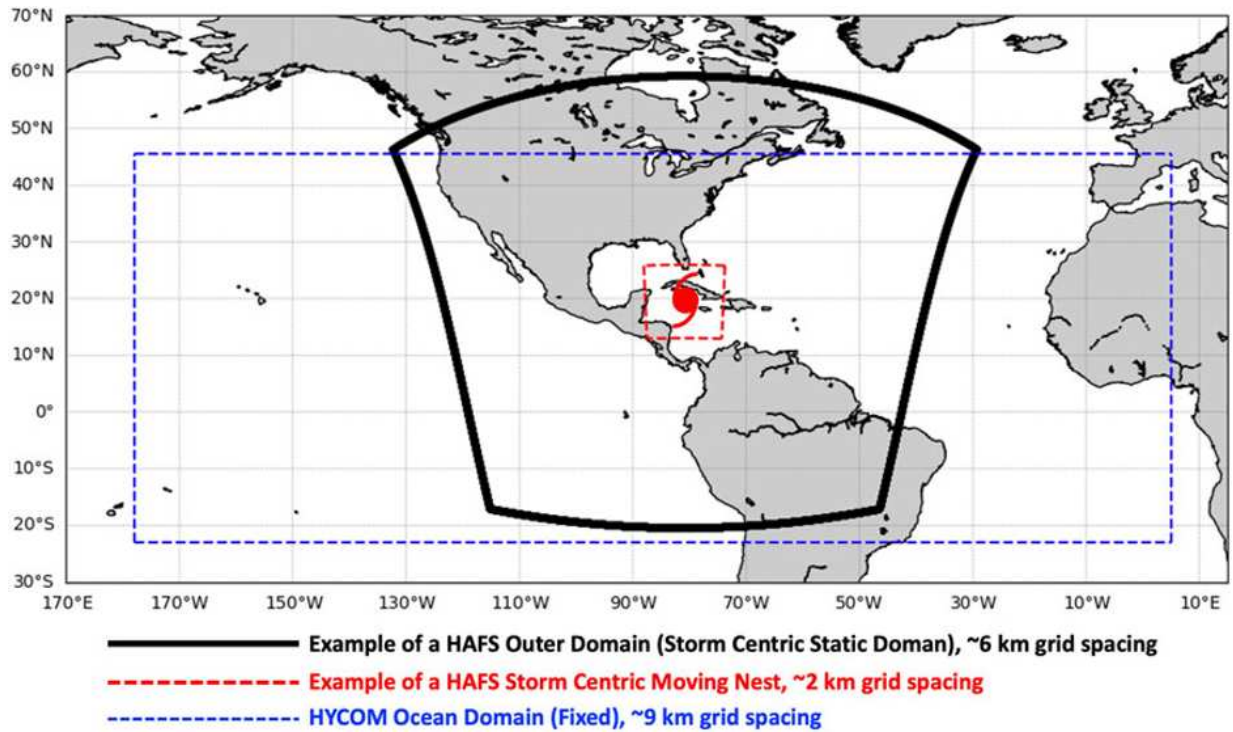 70°N
60°N
50°N
40°N
30°N
20°N
10°N
0°
10°S
20°S
30°S
170°E 170°W 150°W 130°W 110°W 90°W 70°W 50°W 30°W 10°W 10°E
Example of a HAFS Outer Domain (Storm Centric Static Doman), ~6 km grid spacing
Example of a HAFS Storm Centric Moving Nest, ~2 km grid spacing
HYCOM Ocean Domain (Fixed), ~9 km grid spacing